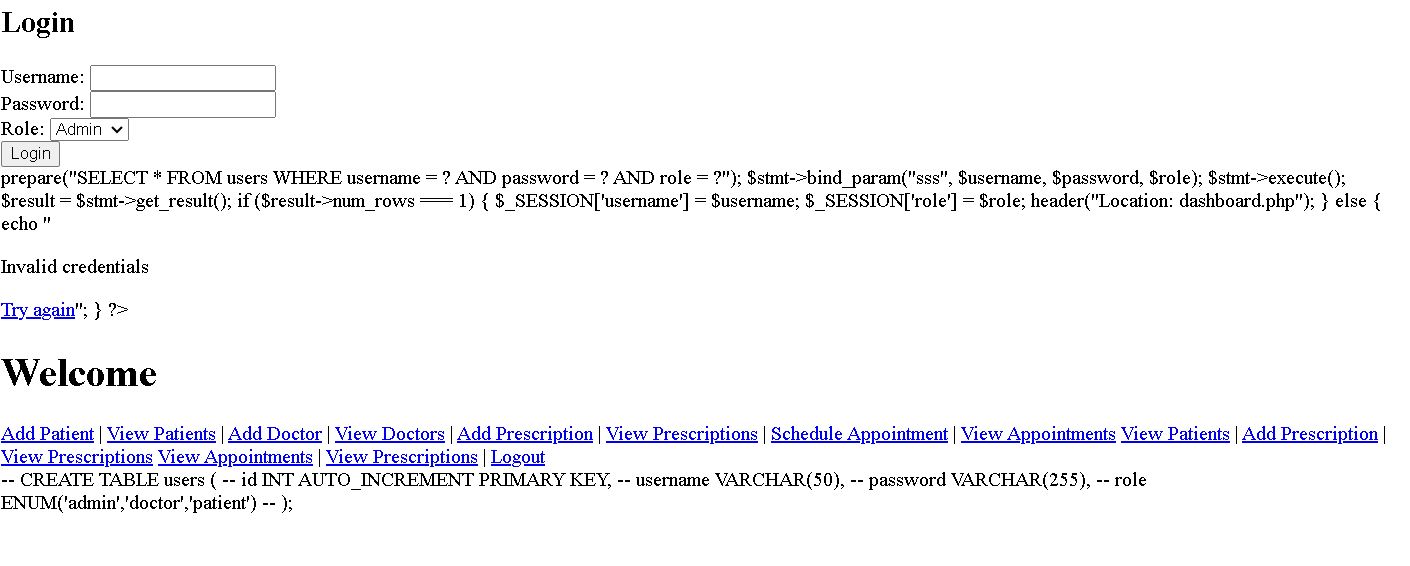 Login
Username:
Password:
Role: Admin
Login
prepare("SELECT * FROM users WHERE username = ? AND password = ? AND role = ?"); $stmt->bind_param("sss", $username, $password, $role); $stmt->execute();
$result = $stmt->get_result(); if ($result->num_rows === 1) { $_SESSION['username'] = $username; $_SESSION['role'] = $role; header("Location: dashboard.php"); } else {
echo "
Invalid credentials
Try again"; } ?>
Welcome
Add Patient | View Patients | Add Doctor | View Doctors | Add Prescription | View Prescriptions | Schedule Appointment | View Appointments View Patients | Add Prescription |
View Prescriptions View Appointments | View Prescriptions | Logout
-- CREATE TABLE users ( -- id INT AUTO_INCREMENT PRIMARY KEY, -- username VARCHAR(50), -- password VARCHAR(255), -- role
ENUM('admin','doctor','patient') -- );